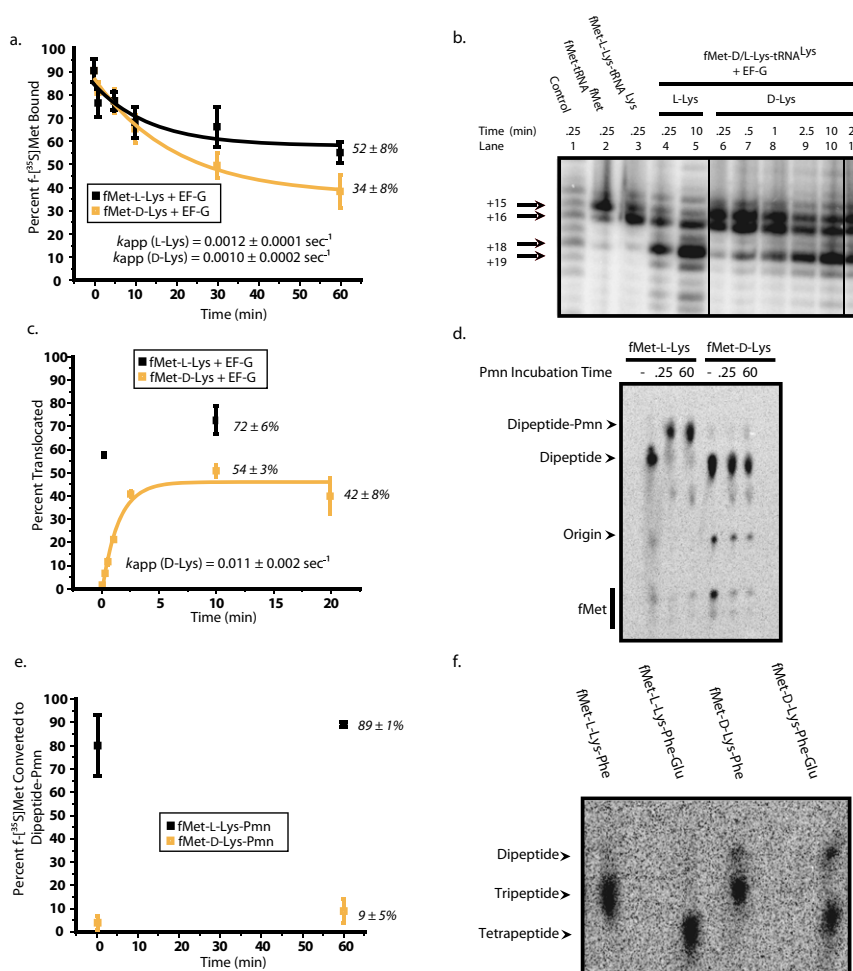 a.
Percent f-[³⁵S]Met Bound
100
90
80
70
60
50
40
30
20
10
0
52 ± 8%
34 ± 8%
fMet-L-Lys + EF-G
fMet-D-Lys + EF-G
kapp (L-Lys) = 0.0012 ± 0.0001 sec⁻¹
kapp (D-Lys) = 0.0010 ± 0.0002 sec⁻¹
0 10 20 30 40 50 60
Time (min)
b.
Control
fMet-tRNAfMet
fMet-L-Lys-tRNALys
fMet-D/L-Lys-tRNALys
+ EF-G
L-Lys D-Lys
Time (min) .25 .25 .25 .25 10 .25 .5 1 2.5 10 2
Lane 1 2 3 4 5 6 7 8 9 10 1
+15
+16
+18
+19
c.
Percent Translocated
100
90
80
70
60
50
40
30
20
10
0
fMet-L-Lys + EF-G
fMet-D-Lys + EF-G
72 ± 6%
54 ± 3%
42 ± 8%
kapp (D-Lys) = 0.011 ± 0.002 sec⁻¹
0 5 10 15 20
Time (min)
d.
fMet-L-Lys fMet-D-Lys
Pmn Incubation Time - .25 60 - .25 60
Dipeptide-Pmn
Dipeptide
Origin
fMet
e.
Percent f-[³⁵S]Met Converted to
Dipeptide-Pmn
100
90
80
70
60
50
40
30
20
10
0
89 ± 1%
fMet-L-Lys-Pmn
fMet-D-Lys-Pmn
9 ± 5%
0 10 20 30 40 50 60
Time (min)
f.
fMet-L-Lys-Phe
fMet-L-Lys-Phe-Glu
fMet-D-Lys-Phe
fMet-D-Lys-Phe-Glu
Dipeptide
Tripeptide
Tetrapeptide